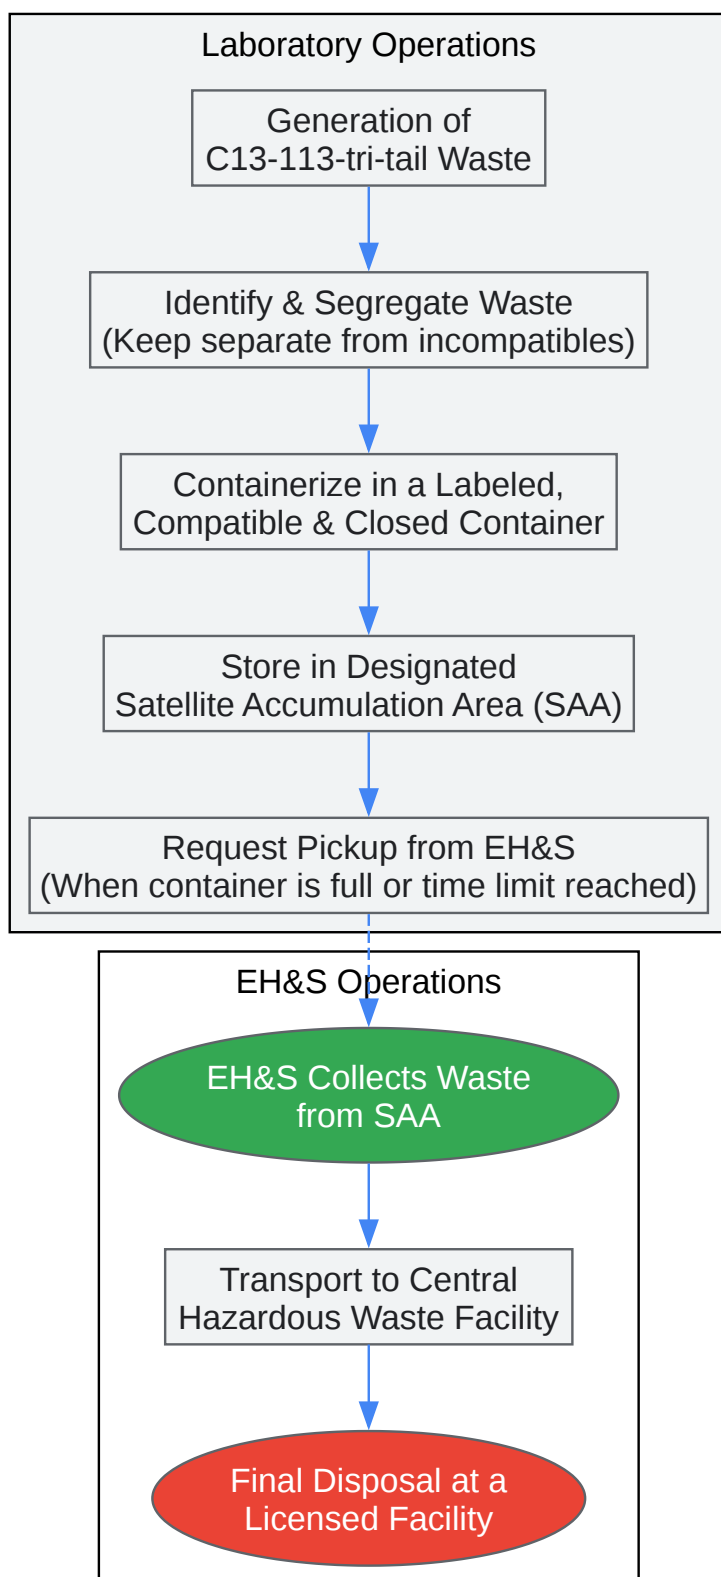 Laboratory Operations
Generation of
C13-113-tri-tail Waste
Identify & Segregate Waste
(Keep separate from incompatibles)
Containerize in a Labeled,
Compatible & Closed Container
Store in Designated
Satellite Accumulation Area (SAA)
Request Pickup from EH&S
(When container is full or time limit reached)
EH&S Operations
EH&S Collects Waste
from SAA
Transport to Central
Hazardous Waste Facility
Final Disposal at a
Licensed Facility